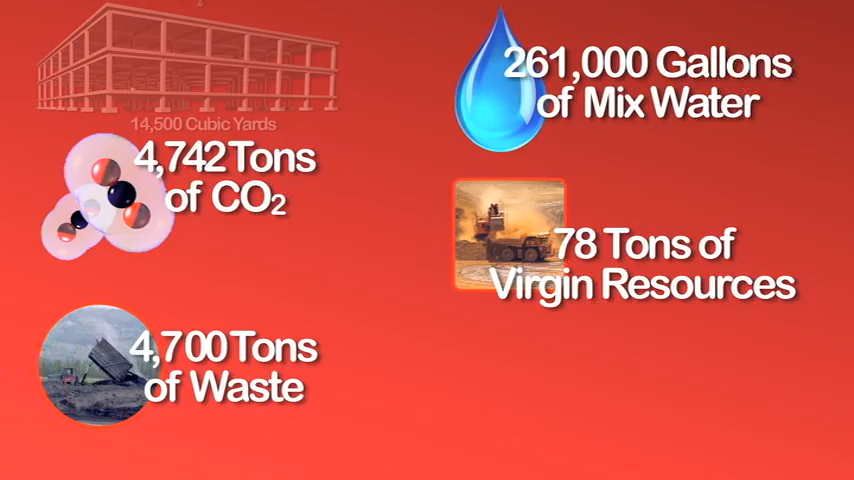 14,500 Cubic Yards
4,742 Tons
of CO2
4,700 Tons
of Waste
261,000 Gallons
of Mix Water
78 Tons of
Virgin Resources